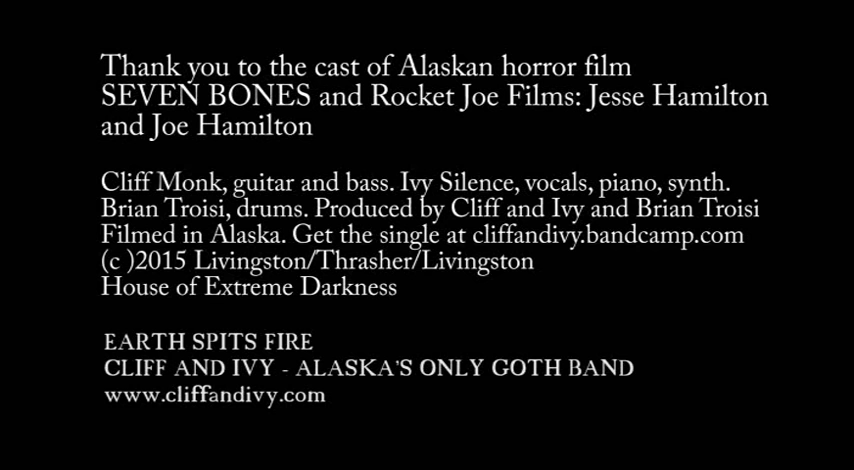 Thank you to the cast of Alaskan horror film
SEVEN BONES and Rocket Joe Films: Jesse Hamilton
and Joe Hamilton
Cliff Monk, guitar and bass. Ivy Silence, vocals, piano, synth.
Brian Troisi, drums. Produced by Cliff and Ivy and Brian Troisi
Filmed in Alaska. Get the single at cliffandivy.bandcamp.com
(c )2015 Livingston/Thrasher/Livingston
House of Extreme Darkness
EARTH SPITS FIRE
CLIFF AND IVY - ALASKA'S ONLY GOTH BAND
www.cliffandivy.com